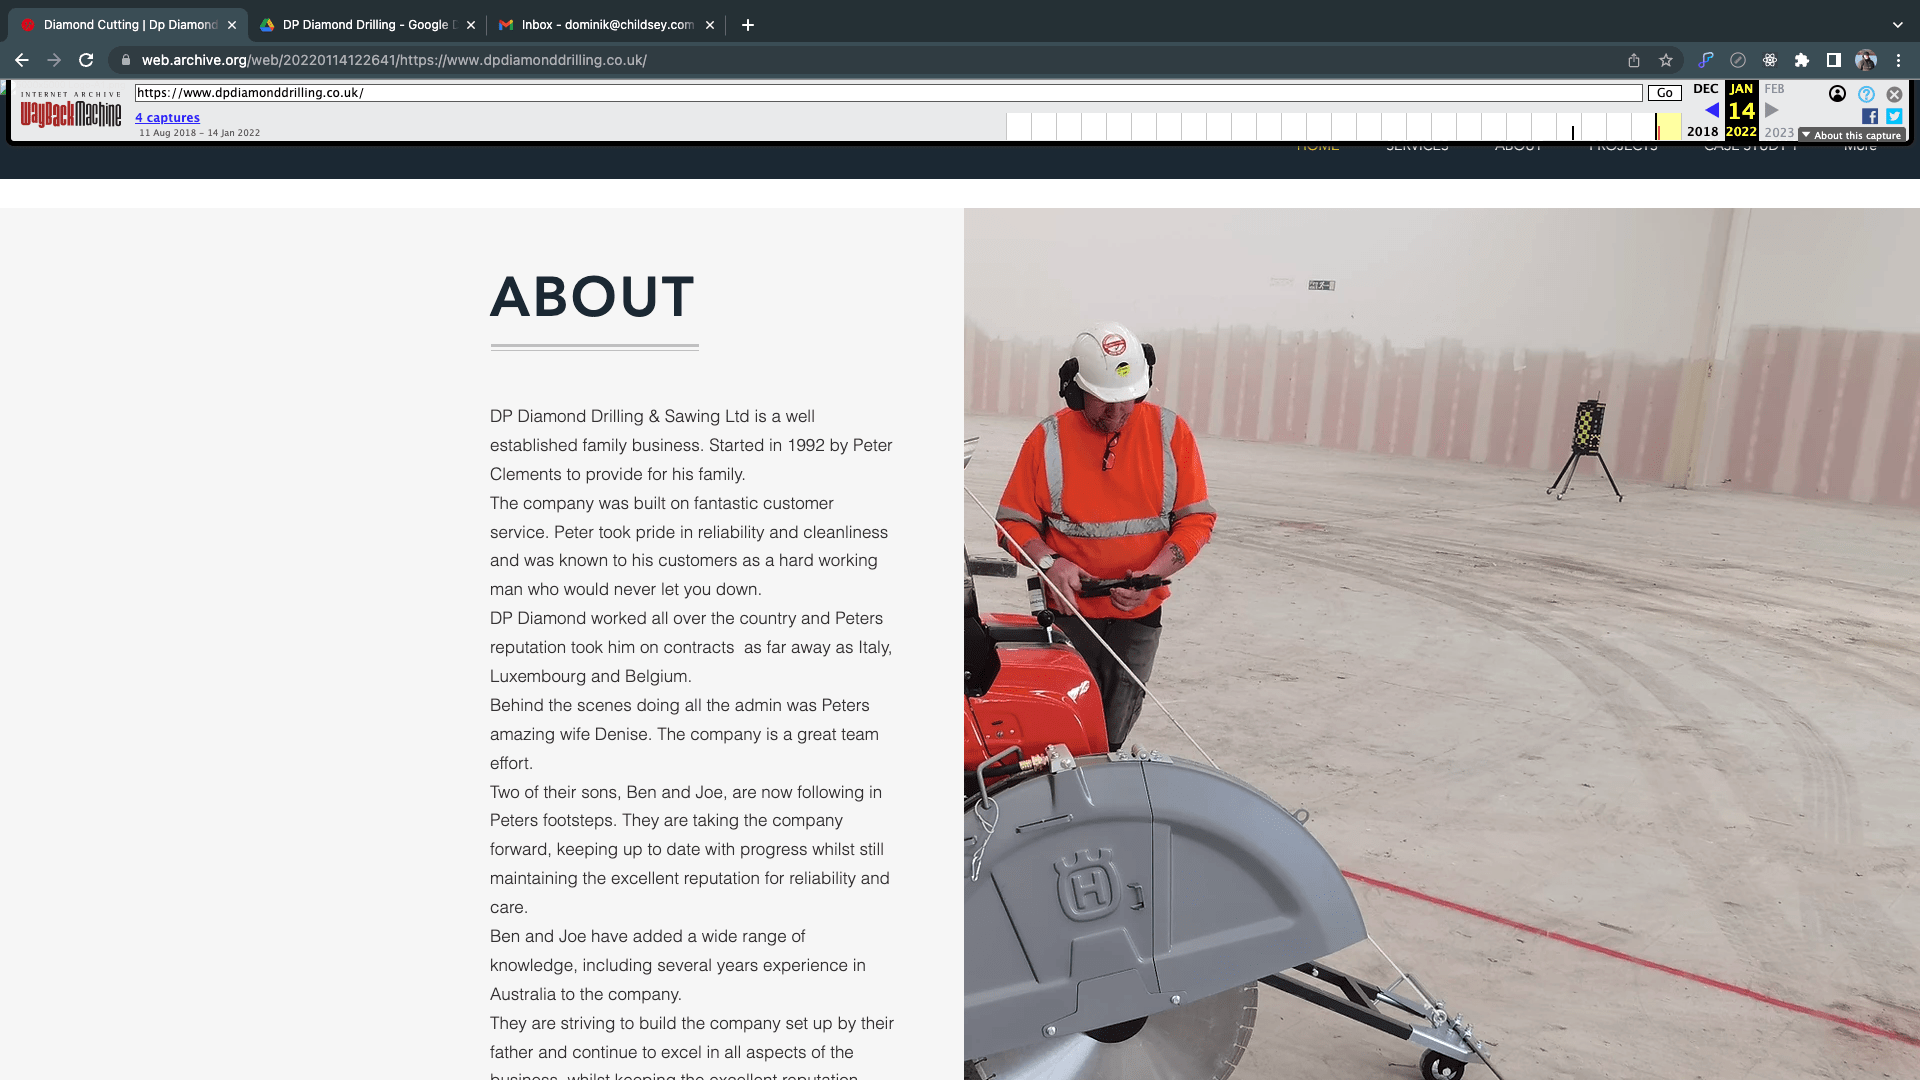 Diamond Cutting | Dp Diamond
DP Diamond Drilling - Google D
Inbox - dominik@childsey.com
web.archive.org/web/20220114122641/https://www.dpdiamonddrilling.co.uk/
INTERNET ARCHIVE
WayBackMachine
https://www.dpdiamonddrilling.co.uk/
Go
DEC JAN FEB
4 captures
14
11 Aug 2018 – 14 Jan 2022
2018 2022 2023
About this capture
HOME SERVICES ABOUT PROJECTS CASE STUDY 1 More
ABOUT
DP Diamond Drilling & Sawing Ltd is a well
established family business. Started in 1992 by Peter
Clements to provide for his family.
The company was built on fantastic customer
service. Peter took pride in reliability and cleanliness
and was known to his customers as a hard working
man who would never let you down.
DP Diamond worked all over the country and Peters
reputation took him on contracts  as far away as Italy,
Luxembourg and Belgium.
Behind the scenes doing all the admin was Peters
amazing wife Denise. The company is a great team
effort.
Two of their sons, Ben and Joe, are now following in
Peters footsteps. They are taking the company
forward, keeping up to date with progress whilst still
maintaining the excellent reputation for reliability and
care.
Ben and Joe have added a wide range of
knowledge, including several years experience in
Australia to the company.
They are striving to build the company set up by their
father and continue to excel in all aspects of the
business, whilst keeping the excellent reputation
H